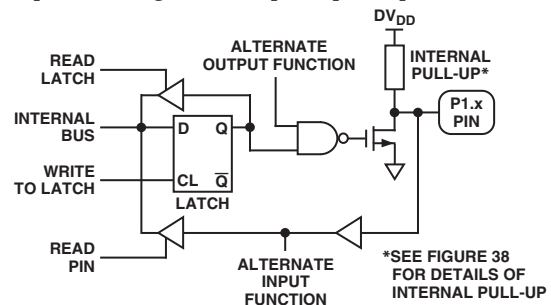 DVDD
READ
LATCH
ALTERNATE
OUTPUT FUNCTION
INTERNAL
PULL-UP*
P1.x
PIN
INTERNAL
BUS
D Q
WRITE
TO LATCH
CL Q̅
LATCH
READ
PIN
ALTERNATE
INPUT
FUNCTION
*SEE FIGURE 38
FOR DETAILS OF
INTERNAL PULL-UP